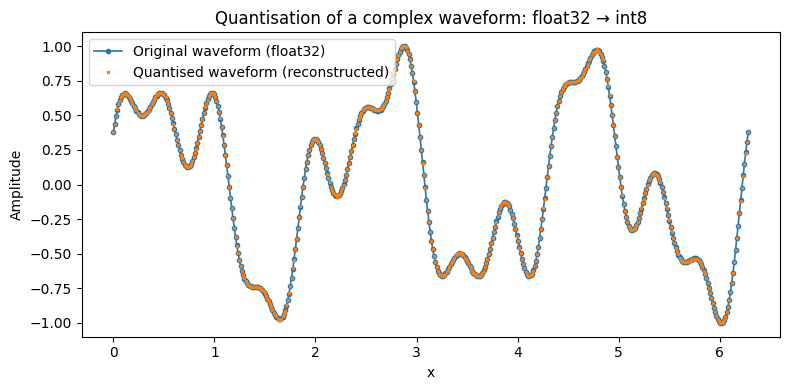 Quantisation of a complex waveform: float32 → int8
Original waveform (float32)
Quantised waveform (reconstructed)
1.00
0.75
0.50
0.25
0.00
−0.25
−0.50
−0.75
−1.00
Amplitude
0 1 2 3 4 5 6
x